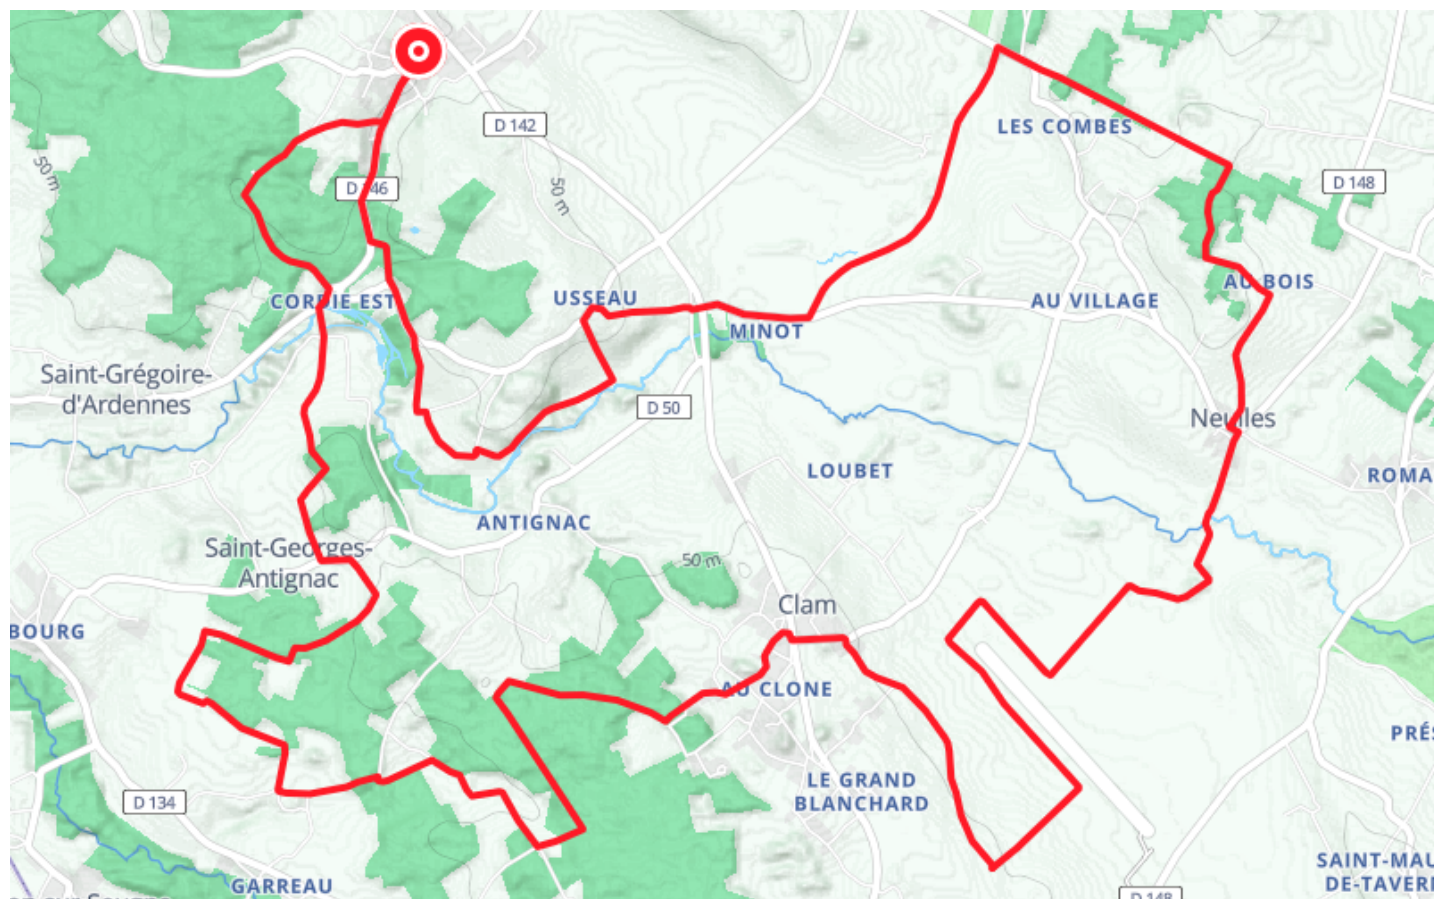 D 142
LES COMBES
50 m
50 m
D 148
D 146
AU BOIS
USSEAU
CORDIE EST
AU VILLAGE
MINOT
Saint-Grégoire-
d'Ardennes
D 50
Neulles
LOUBET
ROMA
ANTIGNAC
Saint-Georges-
Antignac
50 m
Clam
BOURG
AU CLONE
PRÉS
LE GRAND
BLANCHARD
D 134
SAINT-MAU
DE-TAVERN
GARREAU
D 148